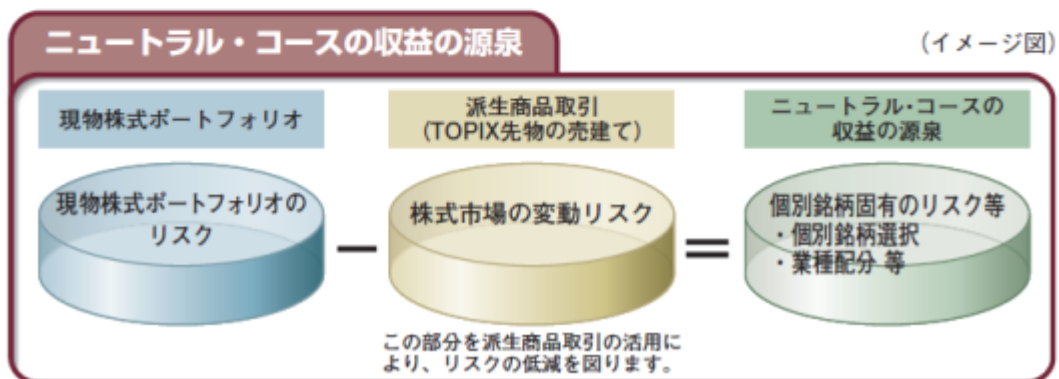 ニュートラル・コースの収益の源泉
（イメージ図）
現物株式ポートフォリオ
派生商品取引
（TOPIX先物の売建て）
ニュートラル・コースの
収益の源泉
現物株式ポートフォリオの
リスク
－
株式市場の変動リスク
＝
個別銘柄固有のリスク等
・個別銘柄選択
・業種配分 等
この部分を派生商品取引の活用に
より、リスクの低減を図ります。